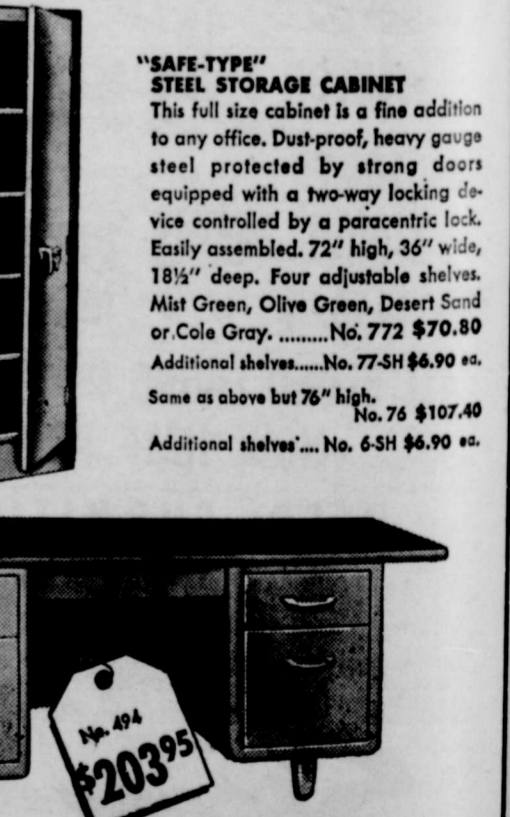 "SAFE-TYPE"
STEEL STORAGE CABINET
This full size cabinet is a fine addition
to any office. Dust-proof, heavy gauge
steel protected by strong doors
equipped with a two-way locking de-
vice controlled by a paracentric lock.
Easily assembled. 72" high, 36" wide,
18½" deep. Four adjustable shelves.
Mist Green, Olive Green, Desert Sand
or Cole Gray. .........No. 772 $70.80
Additional shelves......No. 77-SH $6.90 ea.
Same as above but 76" high.
No. 76 $107.40
Additional shelves .... No. 6-SH $6.90 ea.
No. 494
$203.95